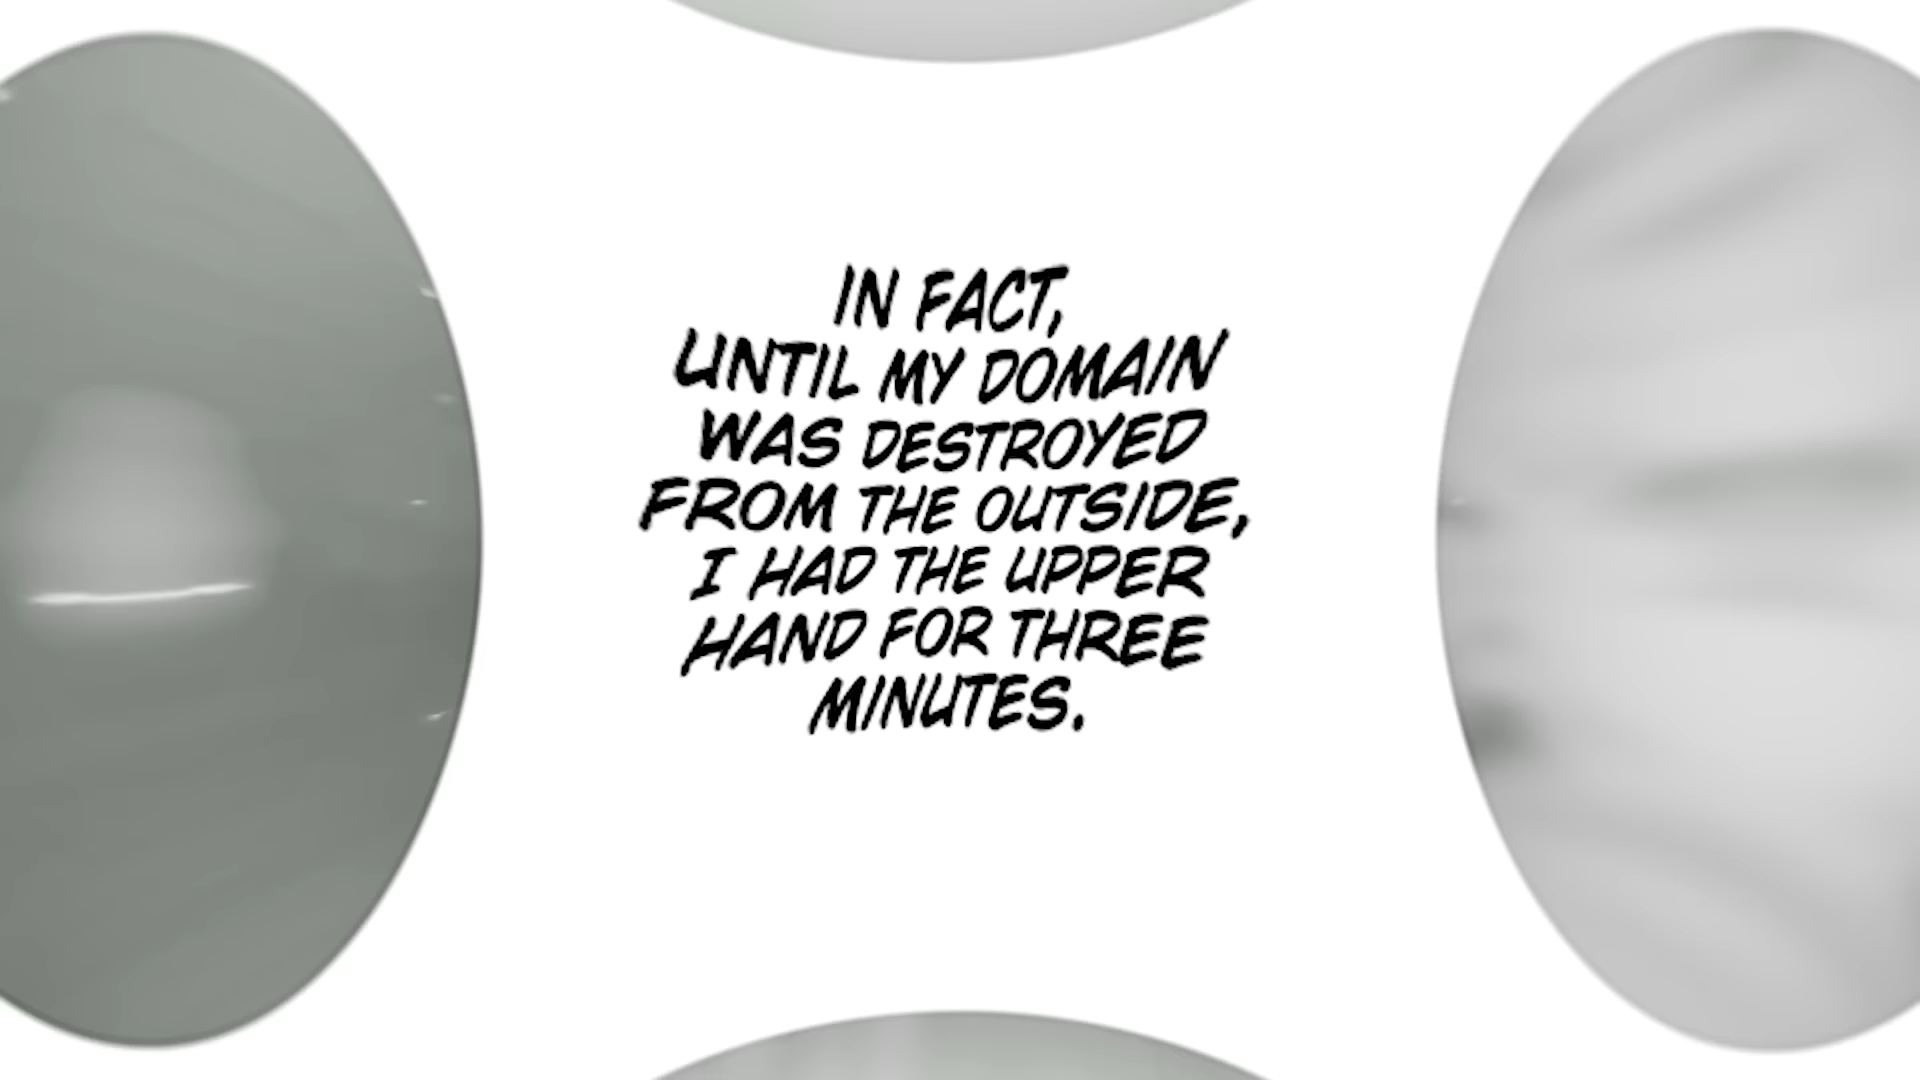 IN FACT,
UNTIL MY DOMAIN
WAS DESTROYED
FROM THE OUTSIDE,
I HAD THE UPPER
HAND FOR THREE
MINUTES.